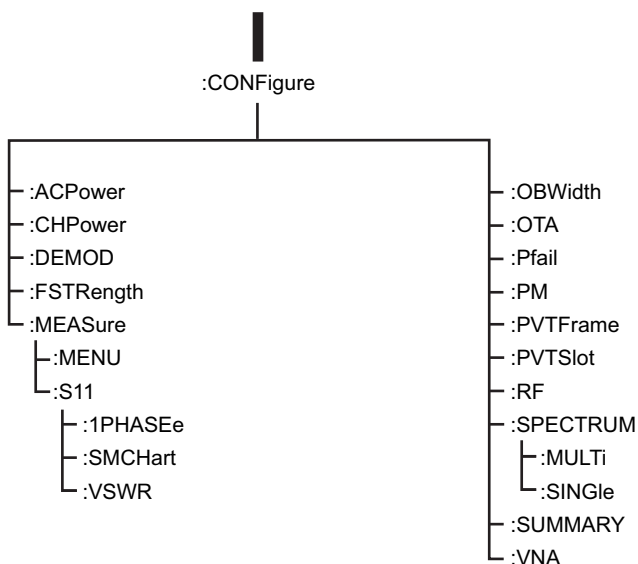 :CONFigure
:ACPower
:CHPower
:DEMOD
:FSTRength
:MEASure
:MENU
:S11
:1PHASEe
:SMCHart
:VSWR
:OBWidth
:OTA
:Pfail
:PM
:PVTFrame
:PVTSlot
:RF
:SPECTRUM
:MULTi
:SINGle
:SUMMARY
:VNA